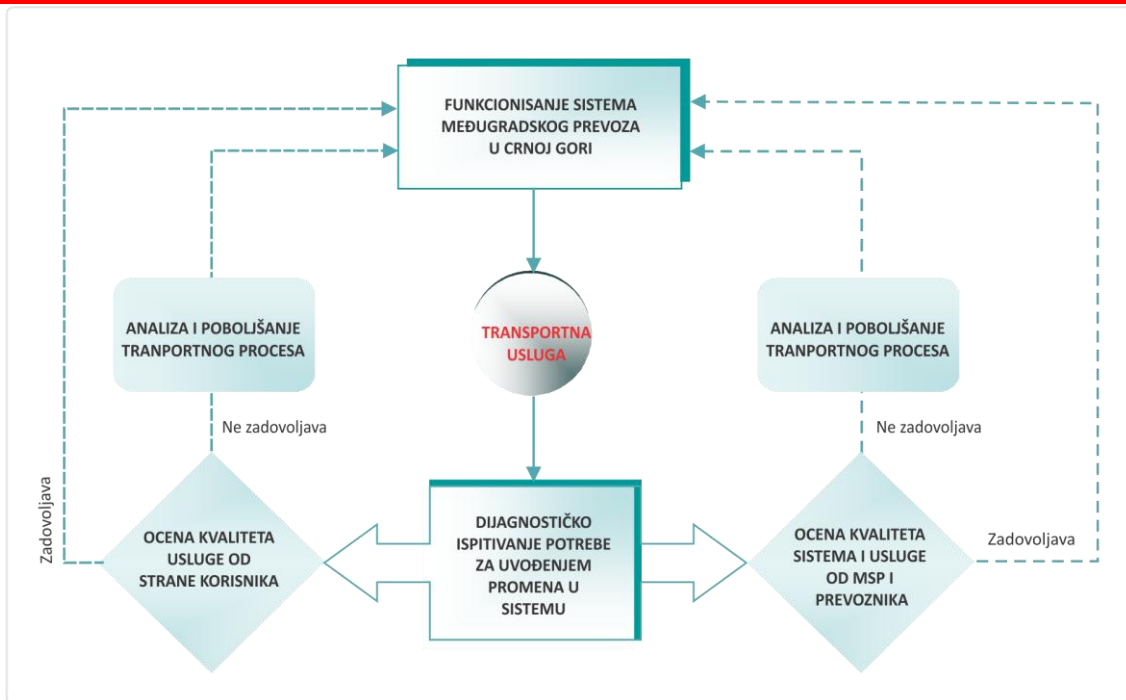 FUNKCIONISANJE SISTEMA
MEĐUGRADSKOG PREVOZA
U CRNOJ GORI
ANALIZA I POBOLJŠANJE
TRANPORTNOG PROCESA
TRANSPORTNA
USLUGA
ANALIZA I POBOLJŠANJE
TRANPORTNOG PROCESA
Ne zadovoljava
Ne zadovoljava
Zadovoljava
OCENA KVALITETA
USLUGE OD
STRANE KORISNIKA
DIJAGNOSTIČKO
ISPITIVANJE POTREBE
ZA UVOĐENJEM
PROMENA U
SISTEMU
OCENA KVALITETA
SISTEMA I USLUGE
OD MSP I
PREVOZNIKA
Zadovoljava